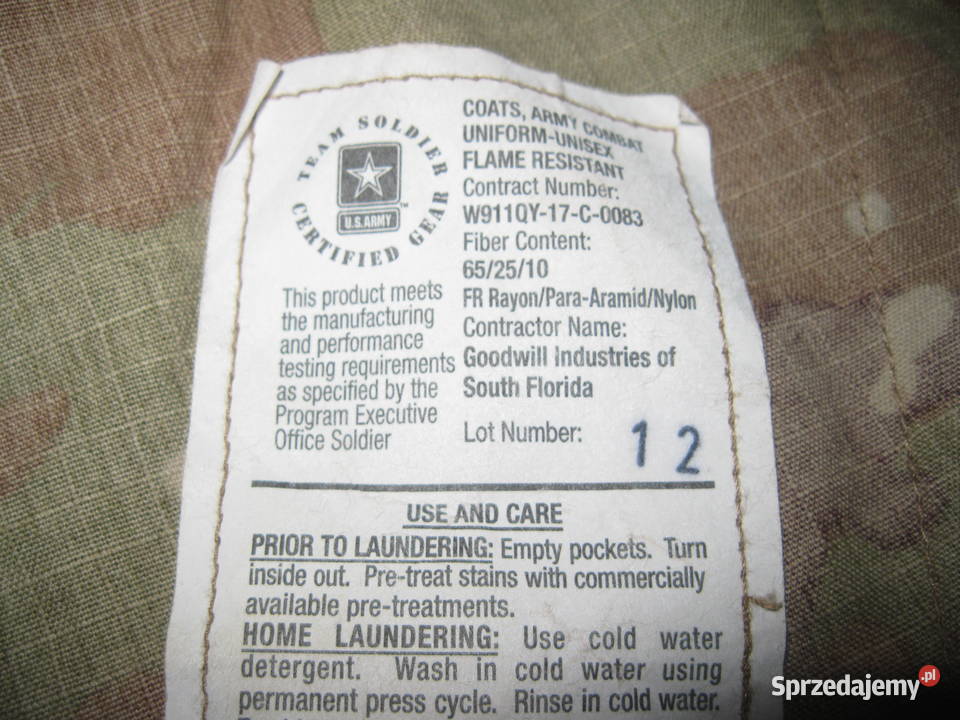 TEAM SOLDIER
CERTIFIED GEAR
U.S.ARMY
™
This product meets
the manufacturing
and performance
testing requirements
as specified by the
Program Executive
Office Soldier
COATS, ARMY COMBAT
UNIFORM-UNISEX
FLAME RESISTANT
Contract Number:
W911QY-17-C-0083
Fiber Content:
65/25/10
FR Rayon/Para-Aramid/Nylon
Contractor Name:
Goodwill Industries of
South Florida
Lot Number: 12
USE AND CARE
PRIOR TO LAUNDERING: Empty pockets. Turn
inside out. Pre-treat stains with commercially
available pre-treatments.
HOME LAUNDERING: Use cold water
detergent. Wash in cold water using
permanent press cycle. Rinse in cold water.
Sprzedajemy.pl